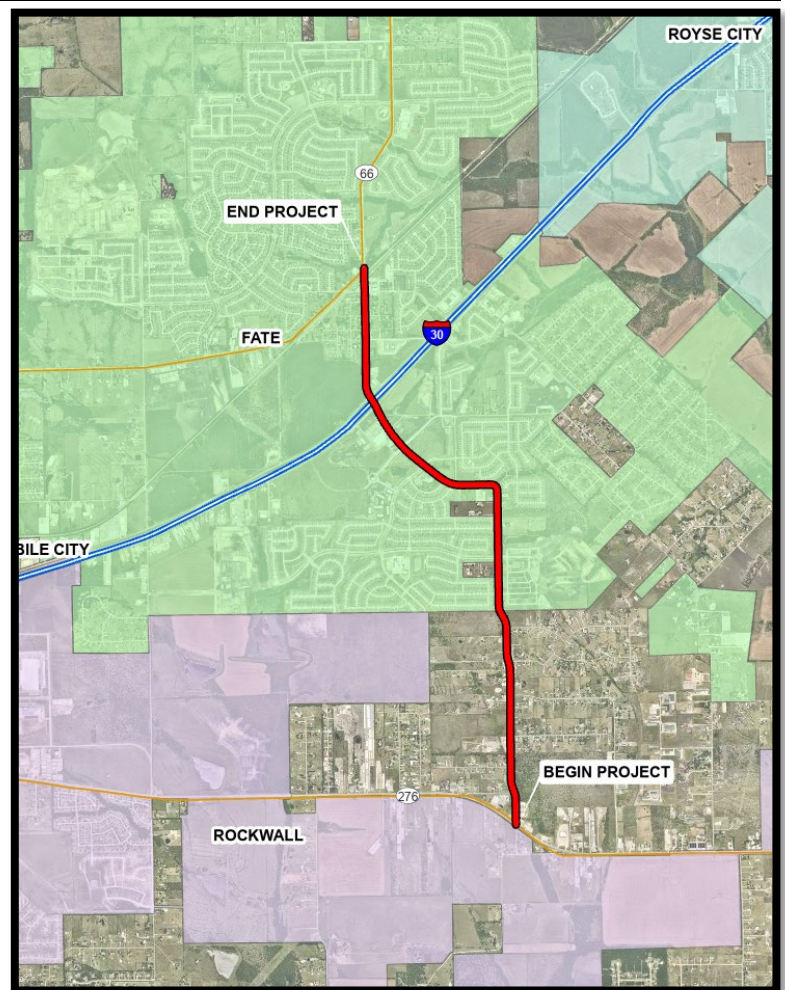 ROYSE CITY
66
END PROJECT
30
FATE
BILE CITY
BEGIN PROJECT
276
ROCKWALL